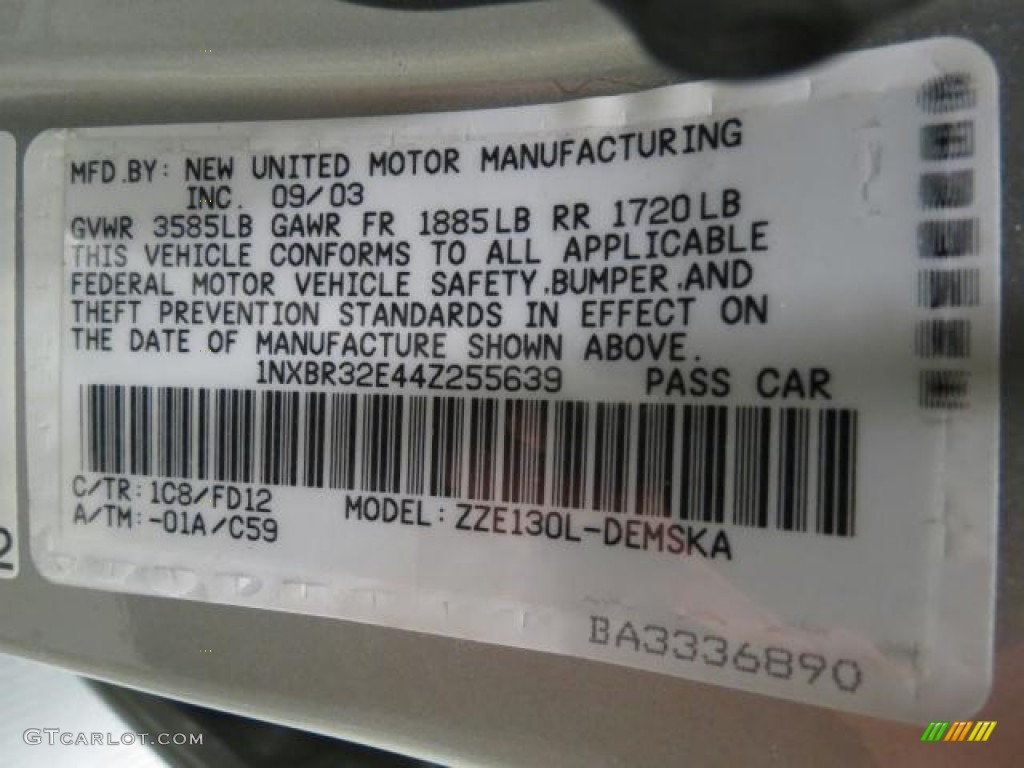 MFD.BY: NEW UNITED MOTOR MANUFACTURING
INC. 09/03
GVWR 3585LB GAWR FR 1885LB RR 1720LB
THIS VEHICLE CONFORMS TO ALL APPLICABLE
FEDERAL MOTOR VEHICLE SAFETY,BUMPER,AND
THEFT PREVENTION STANDARDS IN EFFECT ON
THE DATE OF MANUFACTURE SHOWN ABOVE.
1NXBR32E44Z255639 PASS CAR
C/TR: 1C8/FD12
A/TM: -01A/C59 MODEL: ZZE130L-DEMSKA
2
BA3336890
GTCarlot.com